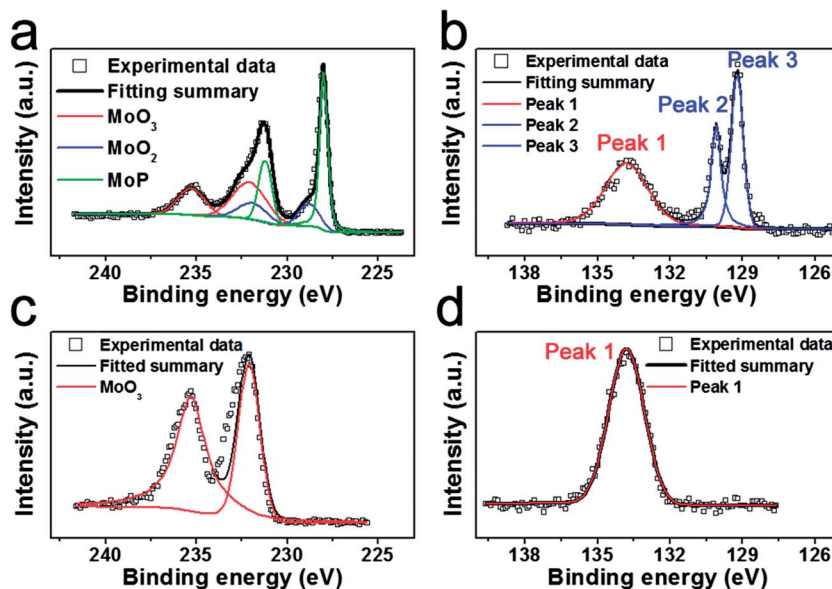 a
Intensity (a.u.)
Experimental data
Fitting summary
MoO₃
MoO₂
MoP
240 235 230 225
Binding energy (eV)
b
Intensity (a.u.)
Experimental data
Fitting summary
Peak 1
Peak 2
Peak 3
Peak 1
Peak 2
Peak 3
138 135 132 129 126
Binding energy (eV)
c
Intensity (a.u.)
Experimental data
Fitted summary
MoO₃
240 235 230 225
Binding energy (eV)
d
Intensity (a.u.)
Peak 1
Experimental data
Fitted summary
Peak 1
138 135 132 129 126
Binding energy (eV)